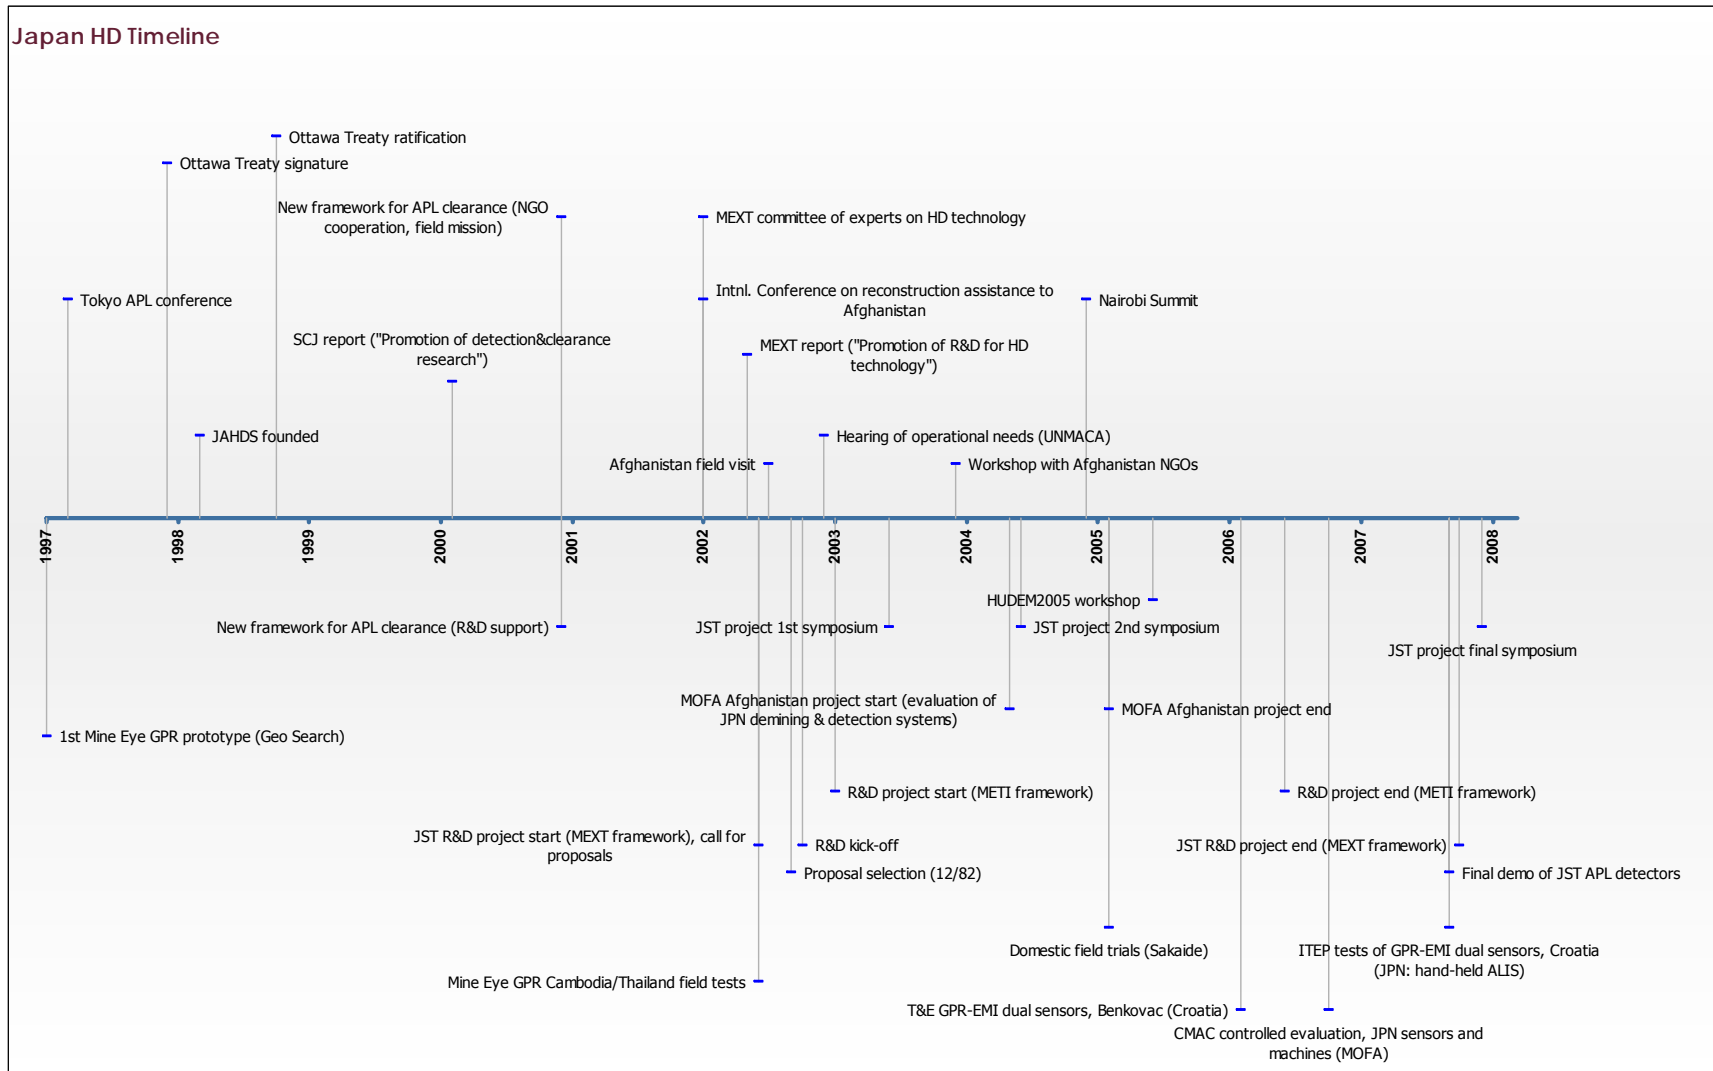 Japan HD Timeline
Ottawa Treaty ratification
Ottawa Treaty signature
New framework for APL clearance (NGO
cooperation, field mission)
MEXT committee of experts on HD technology
Tokyo APL conference
Intnl. Conference on reconstruction assistance to
Afghanistan
Nairobi Summit
SCJ report ("Promotion of detection&clearance
research")
MEXT report ("Promotion of R&D for HD
technology")
JAHDS founded
Hearing of operational needs (UNMACA)
Afghanistan field visit
Workshop with Afghanistan NGOs
1997
1998
1999
2000
2001
2002
2003
2004
2005
2006
2007
2008
HUDEM2005 workshop
New framework for APL clearance (R&D support)
JST project 1st symposium
JST project 2nd symposium
JST project final symposium
MOFA Afghanistan project start (evaluation of
JPN demining & detection systems)
MOFA Afghanistan project end
1st Mine Eye GPR prototype (Geo Search)
R&D project start (METI framework)
R&D project end (METI framework)
JST R&D project start (MEXT framework), call for
proposals
R&D kick-off
JST R&D project end (MEXT framework)
Proposal selection (12/82)
Final demo of JST APL detectors
Domestic field trials (Sakaide)
ITEP tests of GPR-EMI dual sensors, Croatia
(JPN: hand-held ALIS)
Mine Eye GPR Cambodia/Thailand field tests
T&E GPR-EMI dual sensors, Benkovac (Croatia)
CMAC controlled evaluation, JPN sensors and
machines (MOFA)